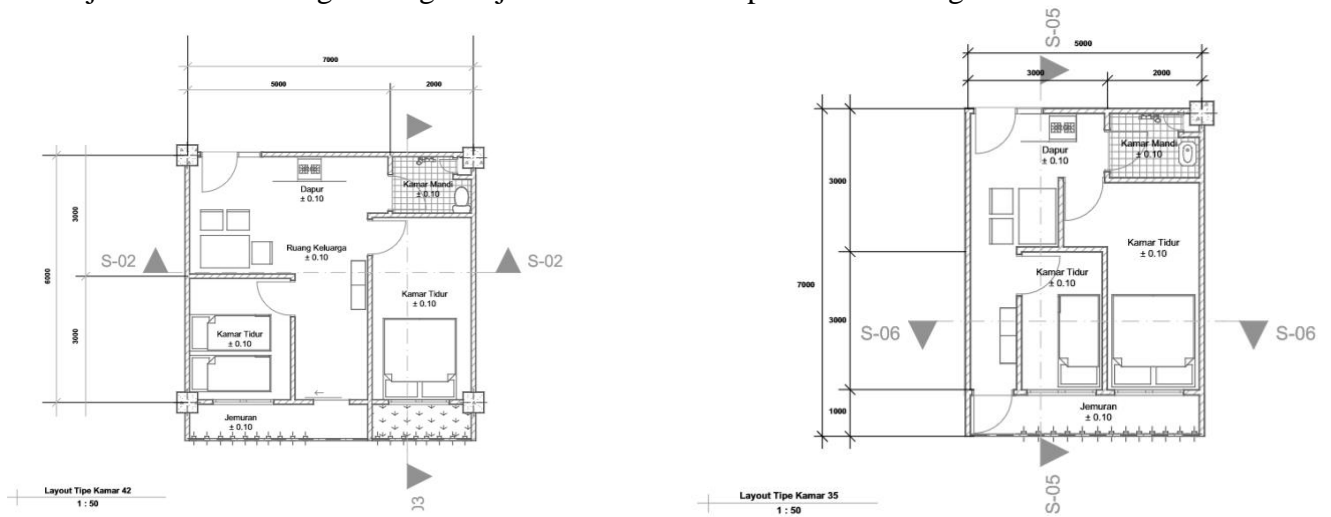 7000
5000
2000
Kamar Mandi
± 0.10
Dapur
± 0.10
3000
Ruang Keluarga
± 0.10
S-02
S-02
6000
Kamar Tidur
± 0.10
3000
Kamar Tidur
± 0.10
Jemuran
± 0.10
Layout Tipe Kamar 42
1 : 50
03
S-05
5000
3000
2000
Kamar Mandi
± 0.10
Dapur
± 0.10
3000
Kamar Tidur
± 0.10
Kamar Tidur
± 0.10
7000
3000
S-06
S-06
Jemuran
± 0.10
1000
Layout Tipe Kamar 35
1 : 50
S-05